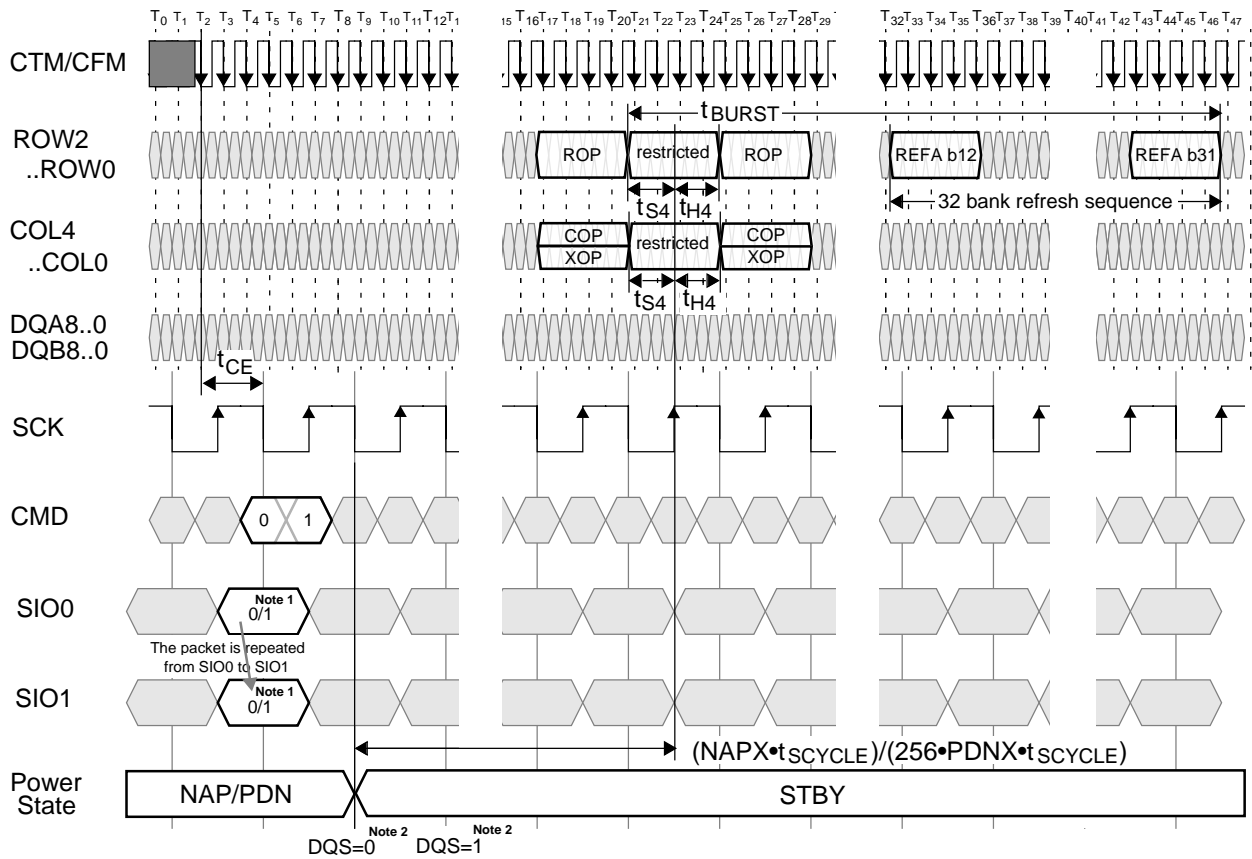 T0 T1 T2 T3 T4 T5 T6 T7 T8 T9 T10 T11 T12 T1 15 T16 T17 T18 T19 T20 T21 T22 T23 T24 T25 T26 T27 T28 T29 T32 T33 T34 T35 T36 T37 T38 T39 T40 T41 T42 T43 T44 T45 T46 T47
CTM/CFM
tBURST
ROW2
..ROW0
ROP restricted ROP REFA b12 REFA b31
tS4 tH4
32 bank refresh sequence
COL4
..COL0
COP restricted COP
XOP XOP
tS4 tH4
DQA8..0
DQB8..0
tCE
SCK
CMD
0 1
SIO0
Note 1
0/1
The packet is repeated
from SIO0 to SIO1
SIO1
Note 1
0/1
(NAPX•tSCYCLE)/(256•PDNX•tSCYCLE)
Power
State
NAP/PDN STBY
DQS=0 Note 2 DQS=1 Note 2